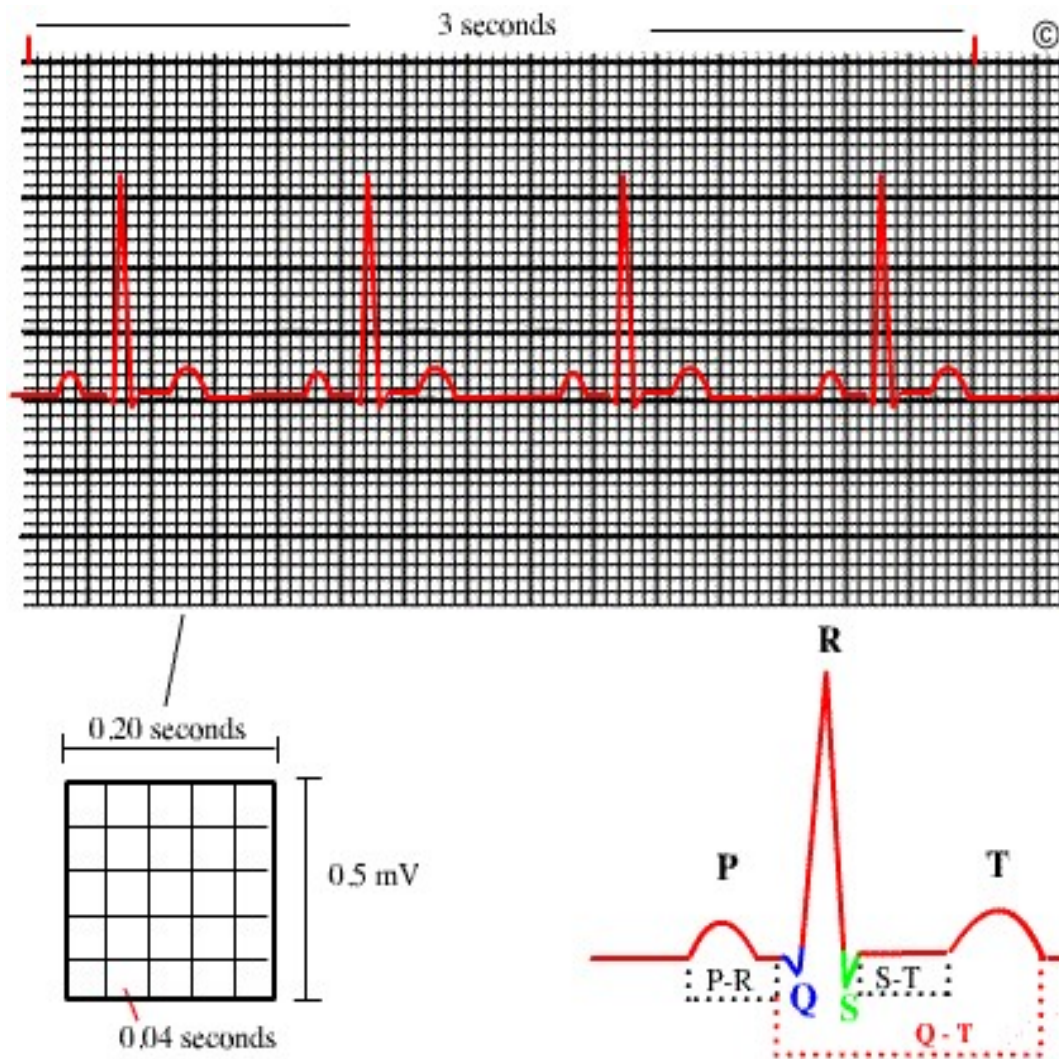 3 seconds
©
0.20 seconds
0.5 mV
0.04 seconds
R
P
T
P-R
S-T
Q
S
Q - T